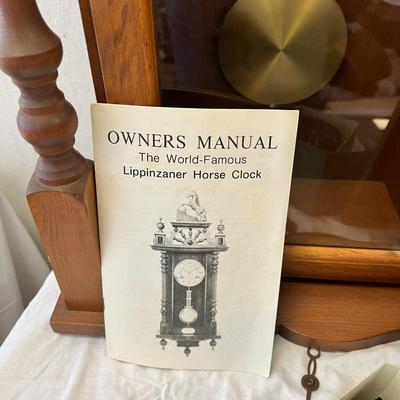 OWNERS MANUAL
The World-Famous
Lippinzaner Horse Clock